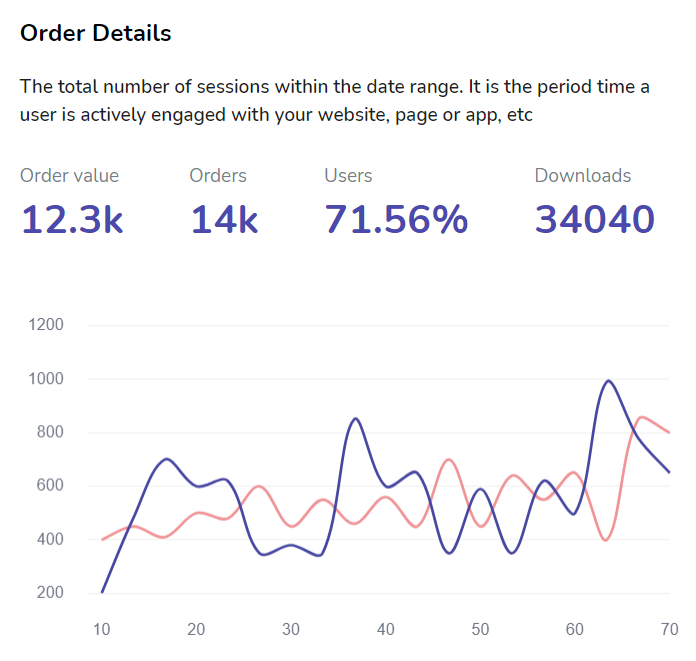 Order Details
The total number of sessions within the date range. It is the period time a
user is actively engaged with your website, page or app, etc
Order value Orders Users Downloads
12.3k 14k 71.56% 34040
1200
1000
800
600
400
200
10 20 30 40 50 60 70